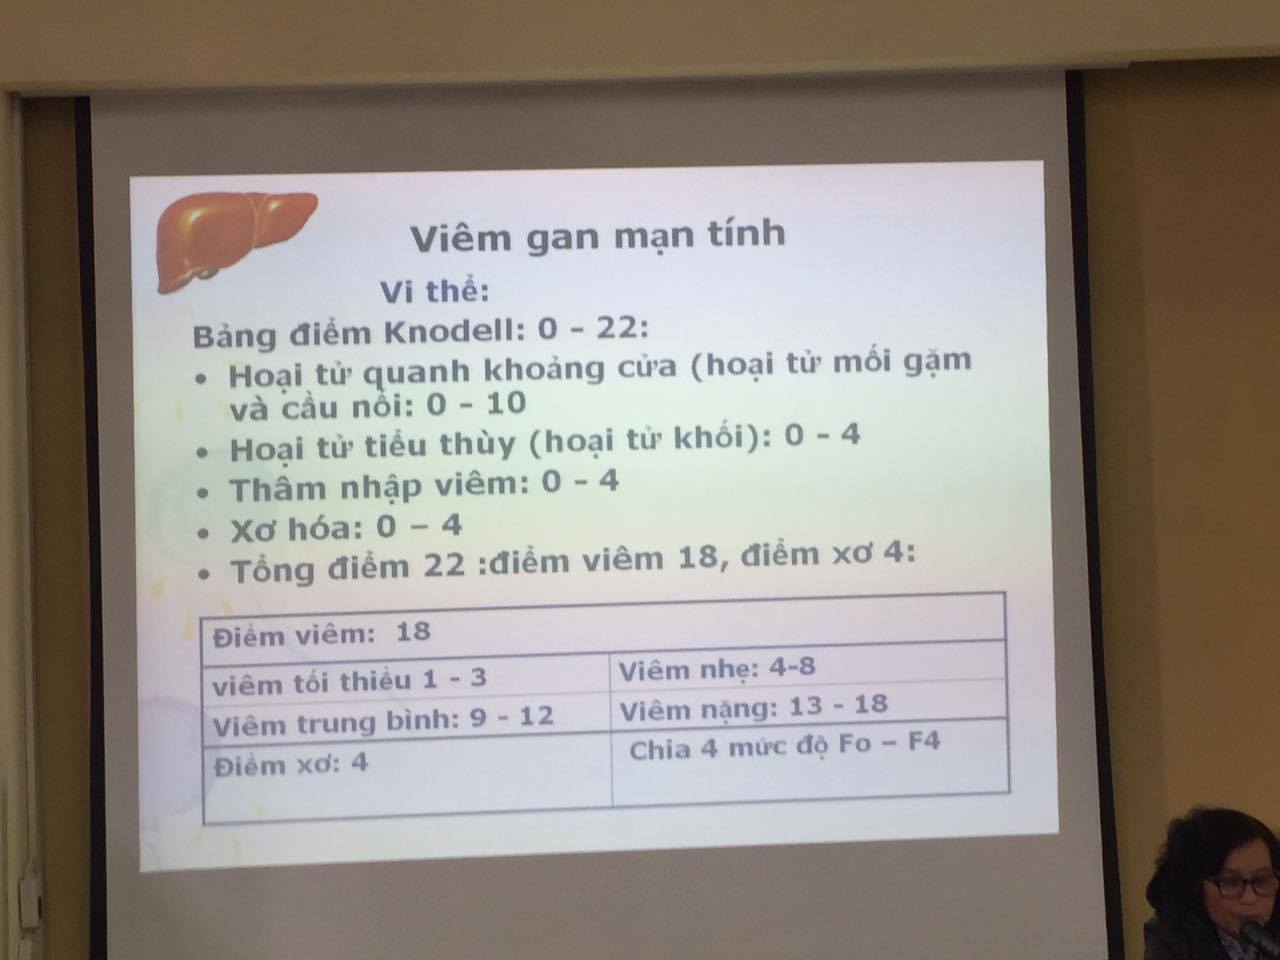 Viêm gan mạn tính
Vi thể:
Bảng điểm Knodell: 0 - 22:
• Hoại tử quanh khoảng cửa (hoại tử mối gặm
và cầu nối: 0 - 10
• Hoại tử tiểu thùy (hoại tử khối): 0 - 4
• Thâm nhập viêm: 0 - 4
• Xơ hóa: 0 – 4
• Tổng điểm 22 :điểm viêm 18, điểm xơ 4:
Điểm viêm: 18
viêm tối thiểu 1 - 3
Viêm nhẹ: 4-8
Viêm trung bình: 9 - 12
Viêm nặng: 13 - 18
Điểm xơ: 4
Chia 4 mức độ Fo – F4